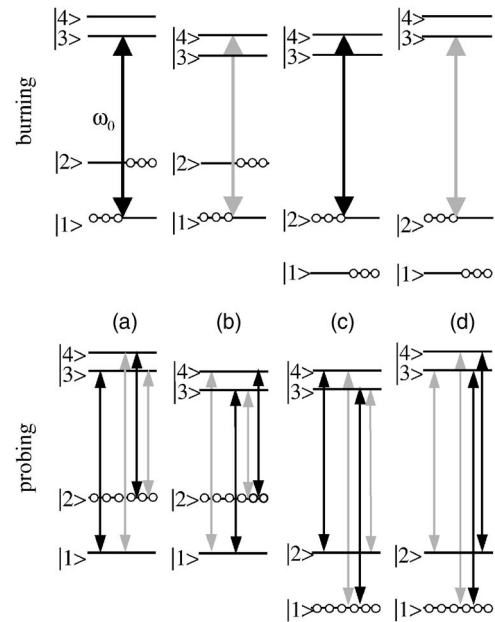 burning
|4> |4>
|3> |4> |4> |3>
|3> |3>
ω₀
|2> |2>
|1> |1> |2> |2>
|1> |1>
(a) (b) (c) (d)
probing
|4> |4>
|3> |4> |4> |3>
|3> |3>
|2> |2>
|1> |1> |2> |2>
|1> |1>